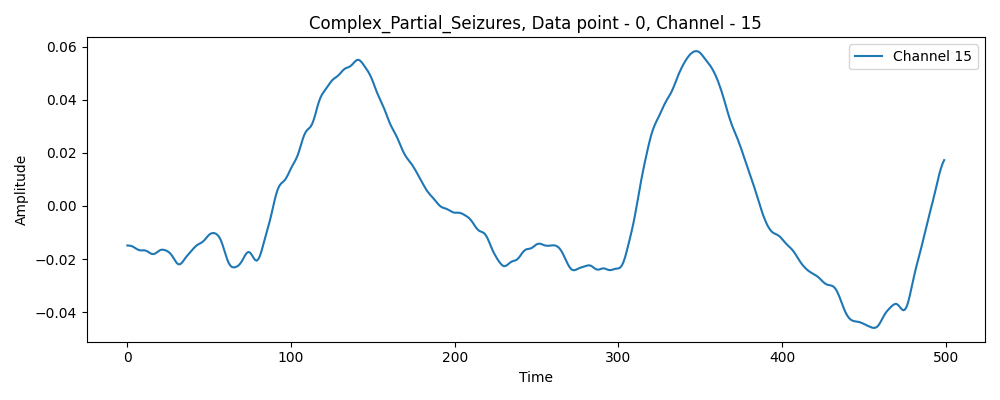 Complex_Partial_Seizures, Data point - 0, Channel - 15
Channel 15
Amplitude
0.06
0.04
0.02
0.00
−0.02
−0.04
0 100 200 300 400 500
Time